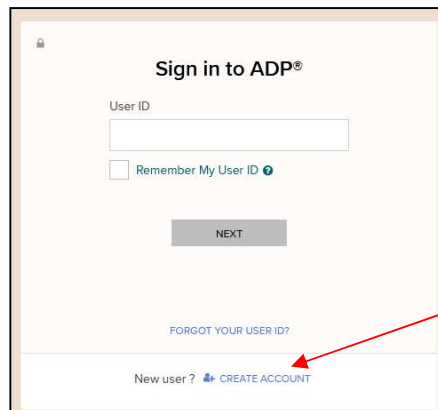 Sign in to ADP®
User ID
Remember My User ID ?
NEXT
FORGOT YOUR USER ID?
New user ? CREATE ACCOUNT